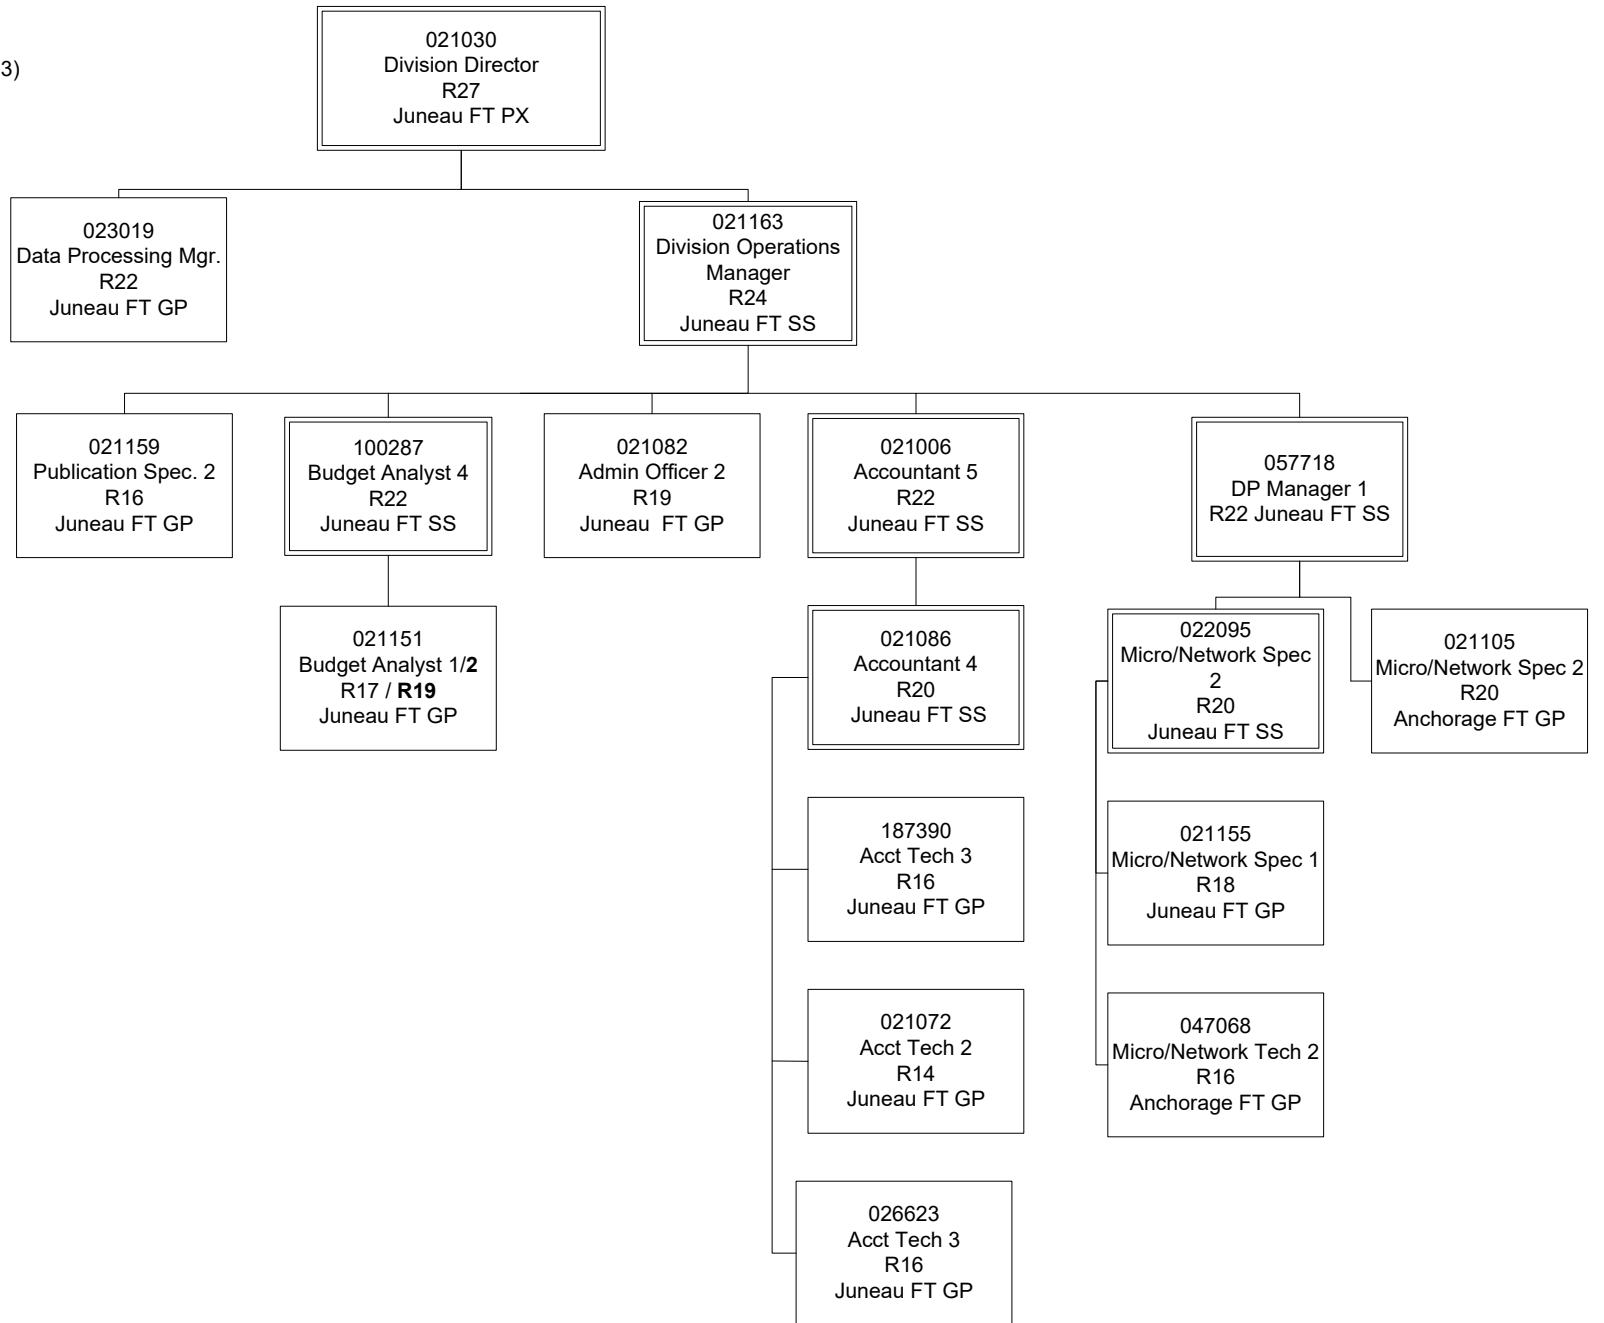 3)
021030
Division Director
R27
Juneau FT PX
023019
Data Processing Mgr.
R22
Juneau FT GP
021163
Division Operations
Manager
R24
Juneau FT SS
021159
Publication Spec. 2
R16
Juneau FT GP
100287
Budget Analyst 4
R22
Juneau FT SS
021082
Admin Officer 2
R19
Juneau  FT GP
021006
Accountant 5
R22
Juneau FT SS
057718
DP Manager 1
R22 Juneau FT SS
021151
Budget Analyst 1/2
R17 / R19
Juneau FT GP
021086
Accountant 4
R20
Juneau FT SS
022095
Micro/Network Spec
2
R20
Juneau FT SS
021105
Micro/Network Spec 2
R20
Anchorage FT GP
187390
Acct Tech 3
R16
Juneau FT GP
021155
Micro/Network Spec 1
R18
Juneau FT GP
021072
Acct Tech 2
R14
Juneau FT GP
047068
Micro/Network Tech 2
R16
Anchorage FT GP
026623
Acct Tech 3
R16
Juneau FT GP